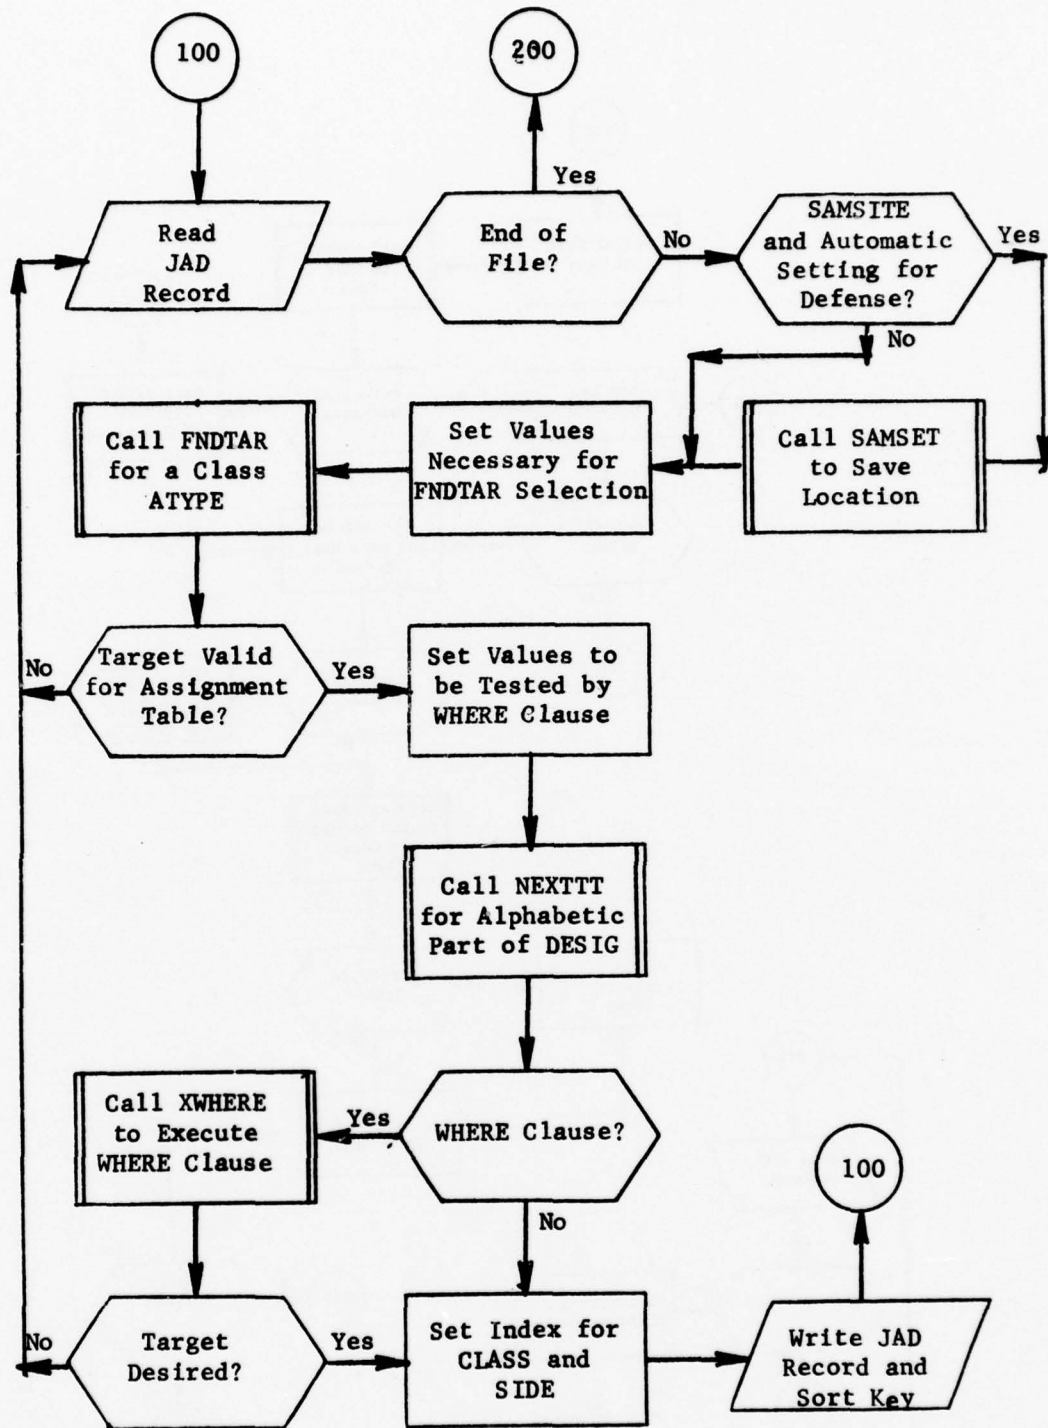 100
200
Yes
Read
JAD
Record
End of
File?
No
SAMSITE
and Automatic
Setting for
Defense?
Yes
No
Call FNDTAR
for a Class
ATYPE
Set Values
Necessary for
FNDTAR Selection
Call SAMSET
to Save
Location
No
Target Valid
for Assignment
Table?
Yes
Set Values to
be Tested by
WHERE Clause
Call NEXTTT
for Alphabetic
Part of DESIG
Call XWHERE
to Execute
WHERE Clause
Yes
WHERE Clause?
No
100
No
Target
Desired?
Yes
Set Index for
CLASS and
SIDE
Write JAD
Record and
Sort Key